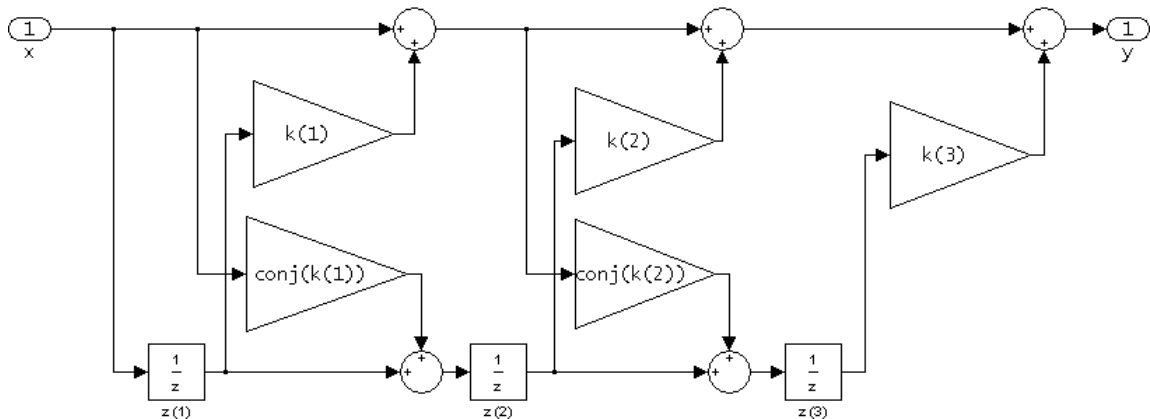 1
x
+
+
+
+
+
+
1
y
k(1)
k(2)
k(3)
conj(k(1))
conj(k(2))
1
z
z(1)
+
+
1
z
z(2)
+
+
1
z
z(3)